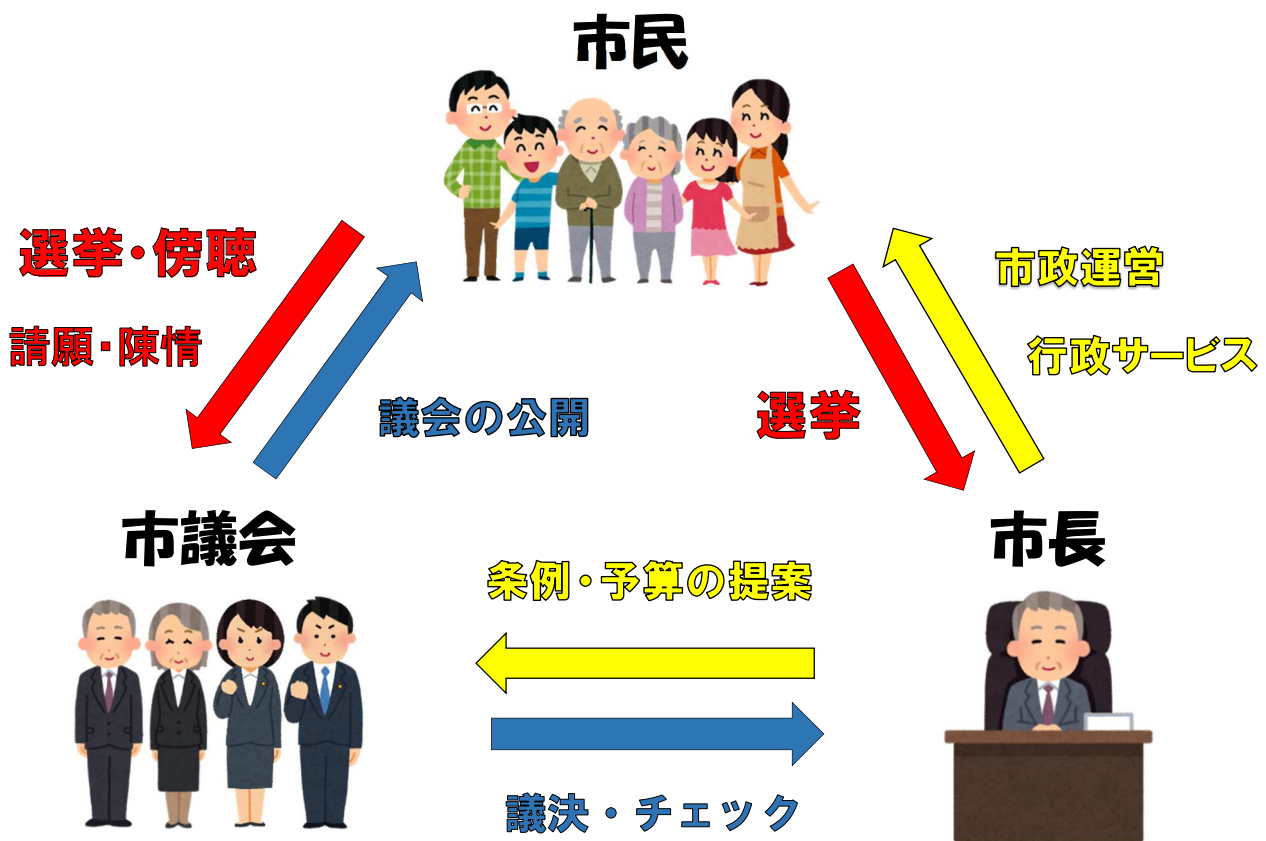 市民
選挙・傍聴
請願・陳情
議会の公開
選挙
市政運営
行政サービス
市議会
市長
条例・予算の提案
議決・チェック